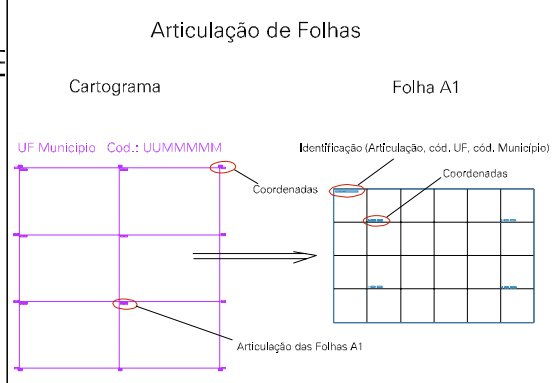 Articulação de Folhas
Cartograma
Folha A1
UF Municipio Cod.: UUMMMMM
Identificação (Articulação, cód. UF, cód. Município)
Coordenadas
Coordenadas
Articulação das Folhas A1